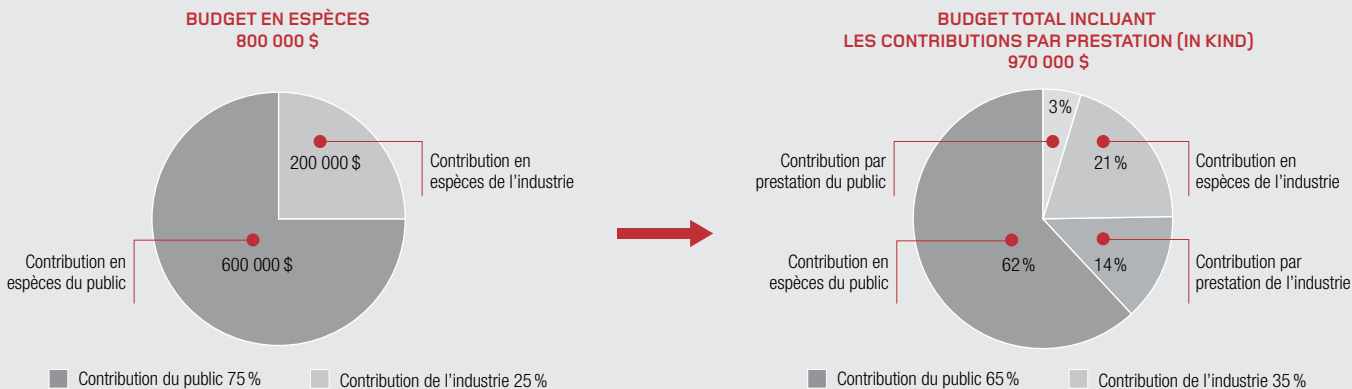 BUDGET EN ESPÈCES
800 000 $
200 000 $
Contribution en
espèces de l’industrie
Contribution en
espèces du public
600 000 $
Contribution du public 75 %
Contribution de l’industrie 25 %
BUDGET TOTAL INCLUANT
LES CONTRIBUTIONS PAR PRESTATION (IN KIND)
970 000 $
3 %
Contribution par
prestation du public
21 %
Contribution en
espèces de l’industrie
Contribution en
espèces du public
62 %
14 %
Contribution par
prestation de l’industrie
Contribution du public 65 %
Contribution de l’industrie 35 %